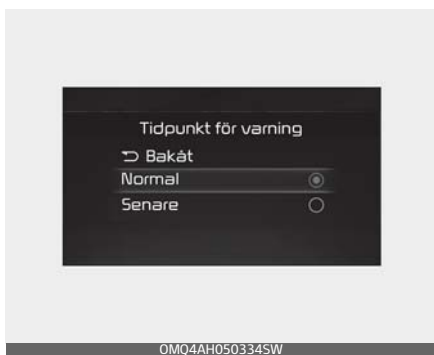 Tidpunkt för varning
Bakåt
Normal
Senare
OMQ4AH050334SW